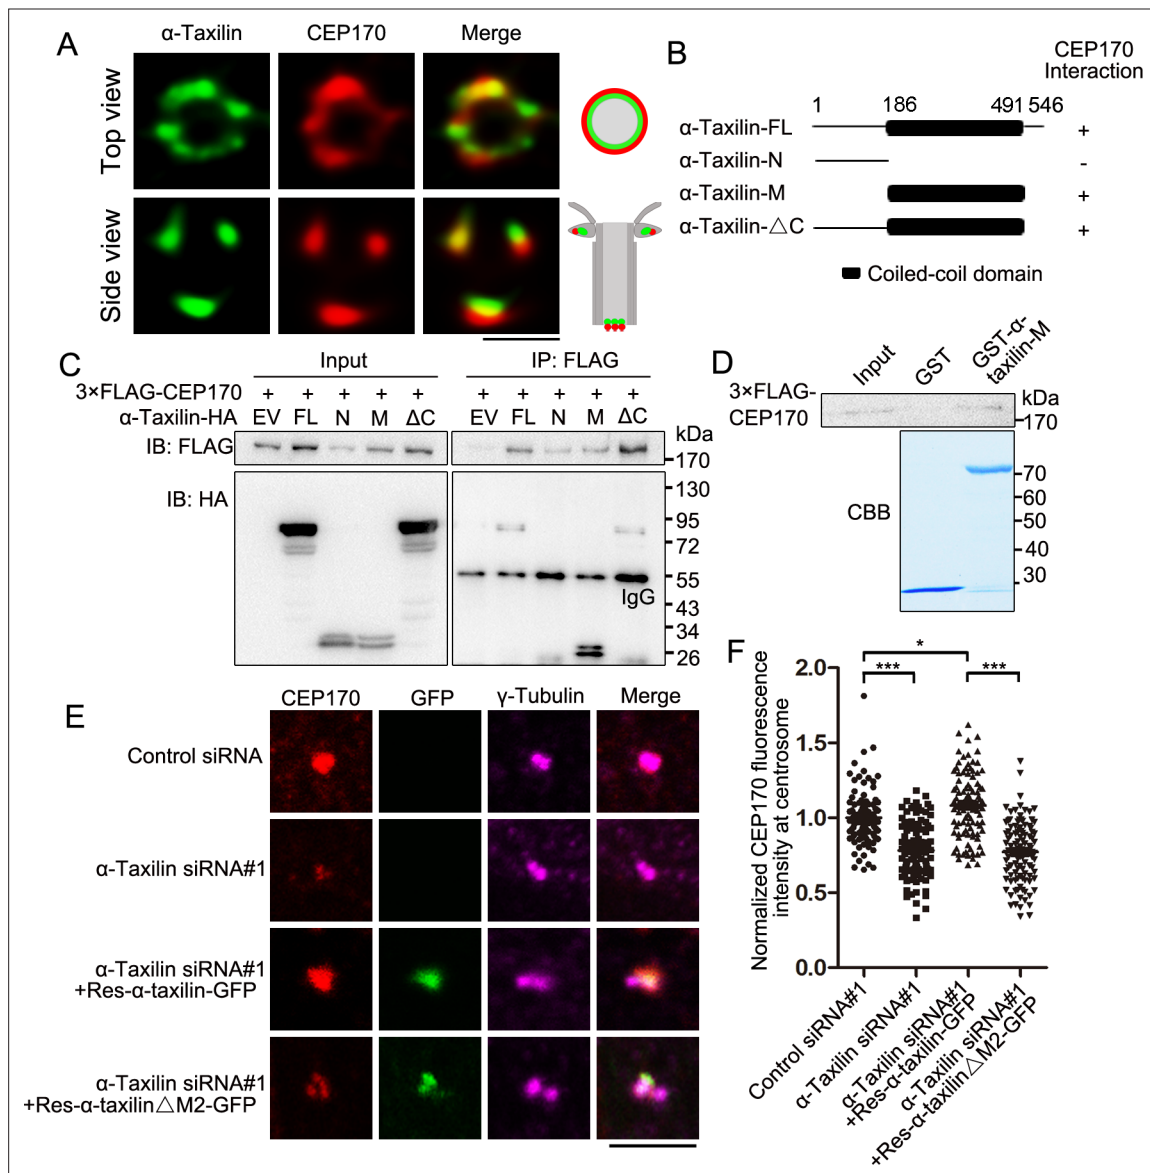 A
α-Taxilin
CEP170
Merge
Top view
Side view
B
CEP170
Interaction
1
186
491
546
α-Taxilin-FL
+
α-Taxilin-N
-
α-Taxilin-M
+
α-Taxilin-△C
+
Coiled-coil domain
C
Input
IP: FLAG
3×FLAG-CEP170
+ + + + +
+ + + + +
α-Taxilin-HA
EV FL N M ΔC
EV FL N M ΔC
kDa
IB: FLAG
170
IB: HA
130
95
72
55
IgG
43
34
26
D
Input
GST
GST-α-
taxilin-M
3×FLAG-
CEP170
kDa
170
CBB
70
60
50
40
30
E
CEP170
GFP
γ-Tubulin
Merge
Control siRNA
α-Taxilin siRNA#1
α-Taxilin siRNA#1
+Res-α-taxilin-GFP
α-Taxilin siRNA#1
+Res-α-taxilin△M2-GFP
F
Normalized CEP170 fluorescence
intensity at centrosome
2.0
1.5
1.0
0.5
0.0
*
***
***
Control siRNA#1
α-Taxilin siRNA#1
α-Taxilin siRNA#1
+Res-α-taxilin-GFP
α-Taxilin siRNA#1
+Res-α-taxilin△M2-GFP